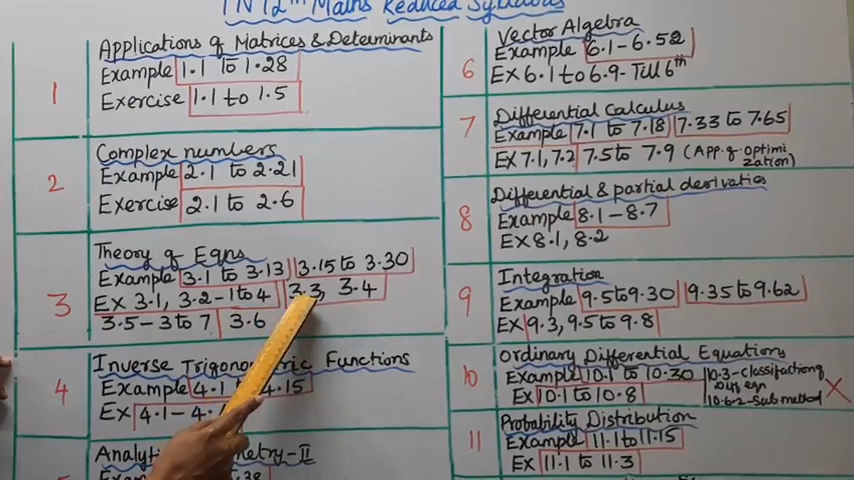 TN 12th Maths Reduced Syllabus
1
Applications of Matrices & Determinants
Example 1.1 to 1.28
Exercise 1.1 to 1.5
2
Complex numbers
Example 2.1 to 2.21
Exercise 2.1 to 2.6
3
Theory of Eqns
Example 3.1 to 3.13 3.15 to 3.30
EX 3.1, 3.2-1 to 4 3.3, 3.4
3.5-3 to 7 3.6
4
Inverse Functions
Example 4.1 4.15
EX 4.1-4.
-II
6
Vector Algebra
Example 6.1-6.52
EX 6.1 to 6.9- Till 6th
7
Differential Calculus
Example 7.1 to 7.18 7.33 to 7.65
EX 7.1, 7.2 7.5 to 7.9 (App. of optimi
zation)
8
Differential & partial derivaties
Example 8.1-8.7
EX 8.1, 8.2
9
Integration
Example 9.5 to 9.30 9.35 to 9.62
EX 9.3, 9.5 to 9.8
10
Ordinary Differential Equations
Example 10.1 to 10.30 10.3-classification of
EX 10.1 to 10.8 10.6.2-Sub method X
11
Probability Distribution
Example 11.1 to 11.15
EX 11.1 to 11.3